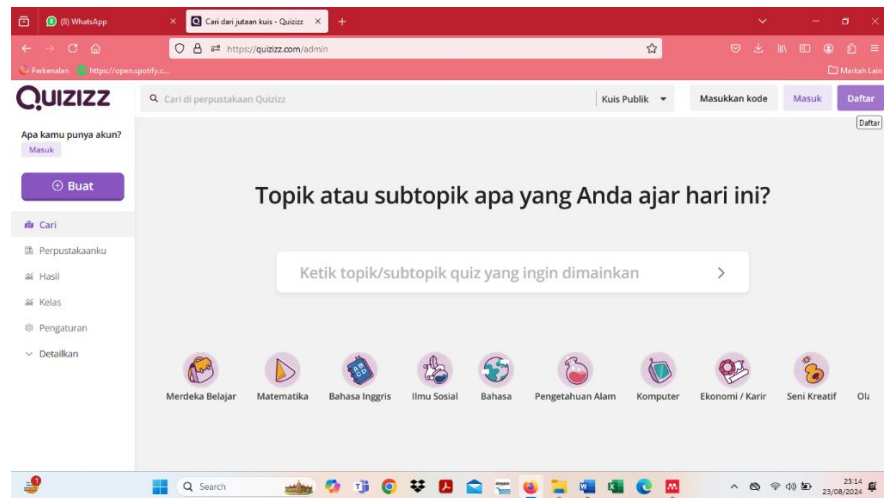 (8) WhatsApp
Cari dari jutaan kuis - Quizizz
https://quizizz.com/admin
Perkenalan
https://open.spotify.c...
Markah Lain
QUIZIZZ
Cari di perpustakaan Quizizz
Kuis Publik
Masukkan kode
Masuk
Daftar
Daftar
Apa kamu punya akun?
Masuk
Buat
Cari
Perpustakaanku
Hasil
Kelas
Pengaturan
Detailkan
Topik atau subtopik apa yang Anda ajar hari ini?
Ketik topik/subtopik quiz yang ingin dimainkan
Merdeka Belajar
Matematika
Bahasa Inggris
Ilmu Sosial
Bahasa
Pengetahuan Alam
Komputer
Ekonomi / Karir
Seni Kreatif
Search
23:14
23/08/2024